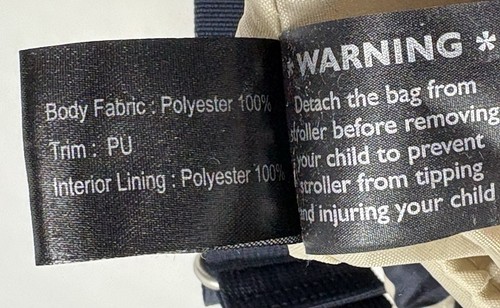 Body Fabric : Polyester 100%
Trim : PU
Interior Lining : Polyester 100%
*WARNING *
Detach the bag from
stroller before removing
your child to prevent
stroller from tipping
and injuring your child